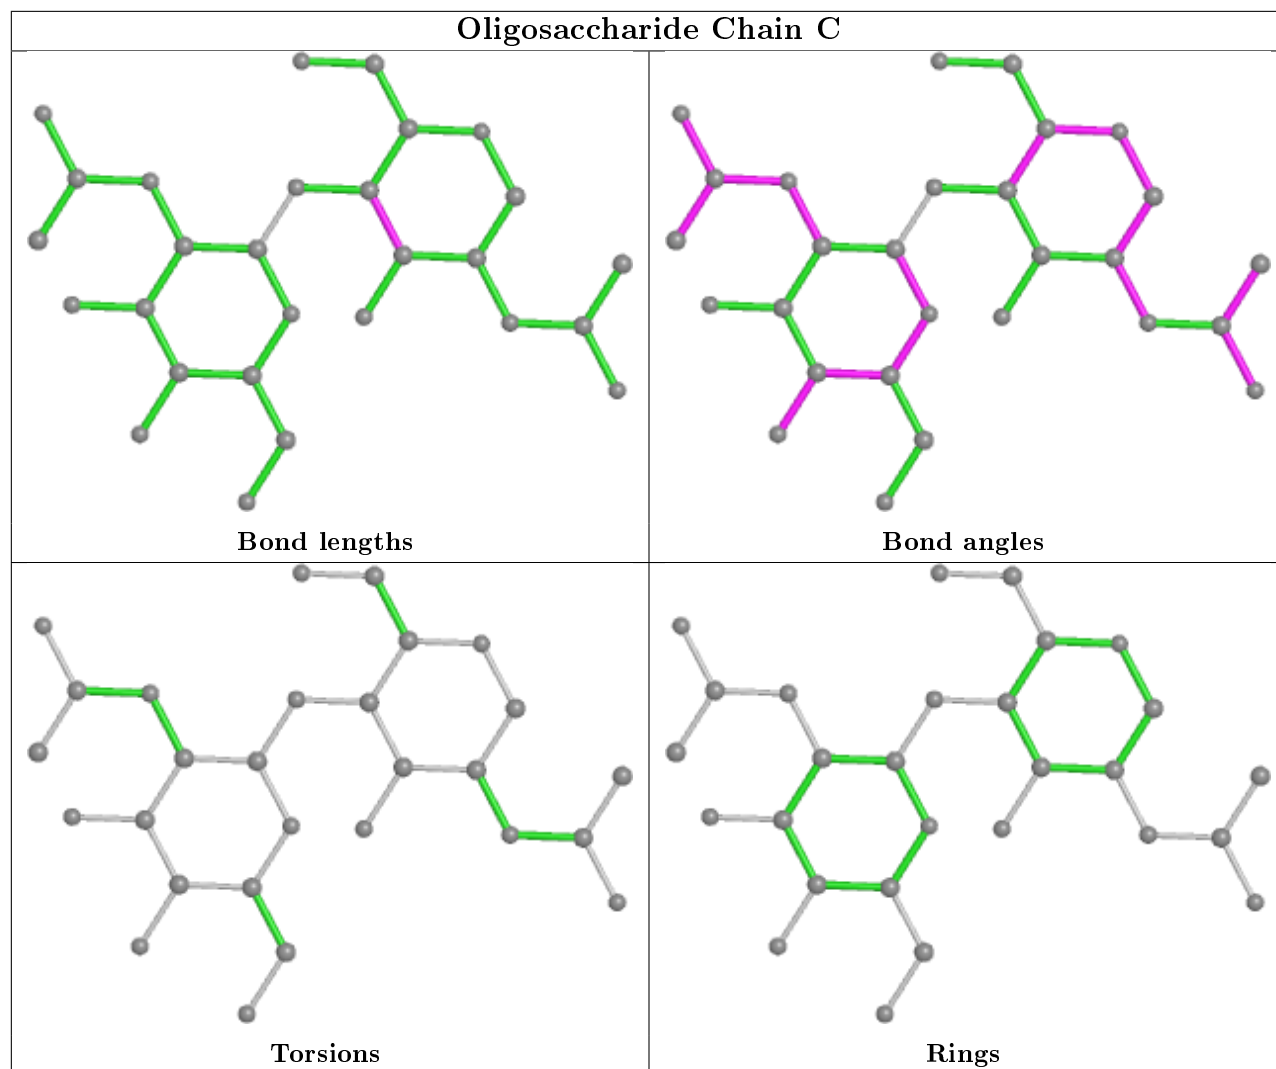 Oligosaccharide Chain C
Bond lengths
Bond angles
Torsions
Rings